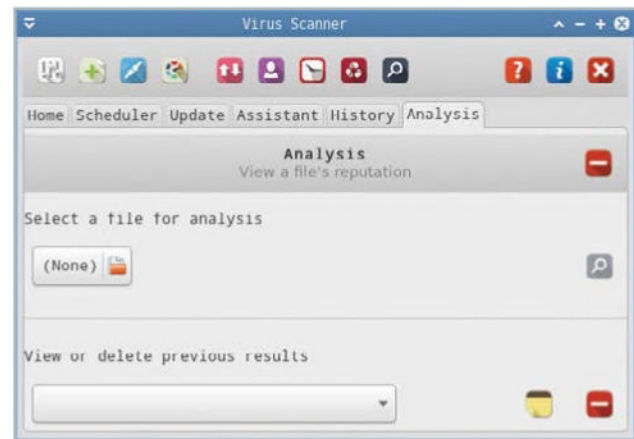 Virus Scanner
Home Scheduler Update Assistant History Analysis
Analysis
View a file's reputation
Select a file for analysis
(None)
View or delete previous results